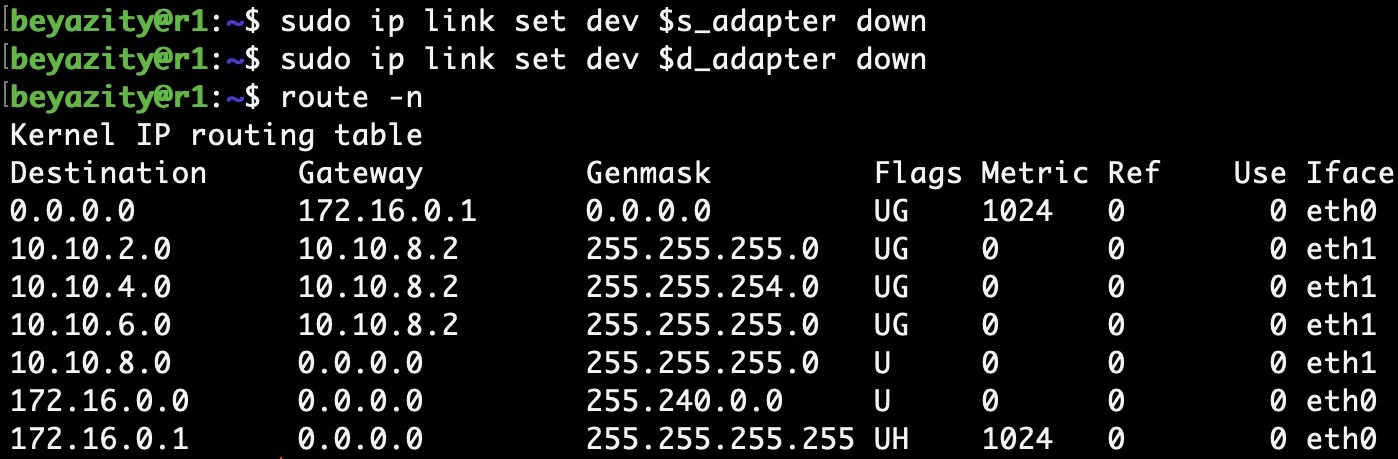 [beyazity@r1:~$ sudo ip link set dev $s_adapter down
[beyazity@r1:~$ sudo ip link set dev $d_adapter down
[beyazity@r1:~$ route -n
Kernel IP routing table
Destination     Gateway         Genmask         Flags Metric Ref    Use Iface
0.0.0.0         172.16.0.1      0.0.0.0         UG    1024   0        0 eth0
10.10.2.0       10.10.8.2       255.255.255.0   UG    0      0        0 eth1
10.10.4.0       10.10.8.2       255.255.254.0   UG    0      0        0 eth1
10.10.6.0       10.10.8.2       255.255.255.0   UG    0      0        0 eth1
10.10.8.0       0.0.0.0         255.255.255.0   U     0      0        0 eth1
172.16.0.0      0.0.0.0         255.240.0.0     U     0      0        0 eth0
172.16.0.1      0.0.0.0         255.255.255.255 UH    1024   0        0 eth0